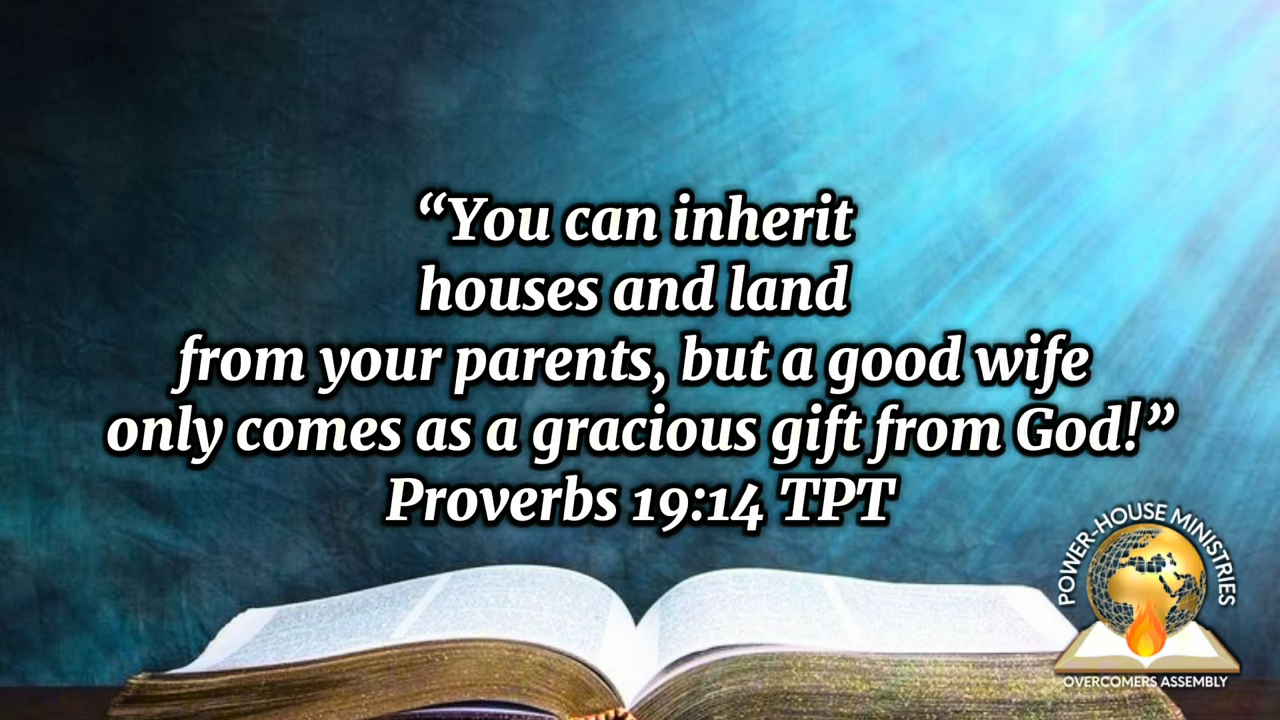 “You can inherit
houses and land
from your parents, but a good wife
only comes as a gracious gift from God!”
Proverbs 19:14 TPT
POWER-HOUSE MINISTRIES
OVERCOMERS ASSEMBLY